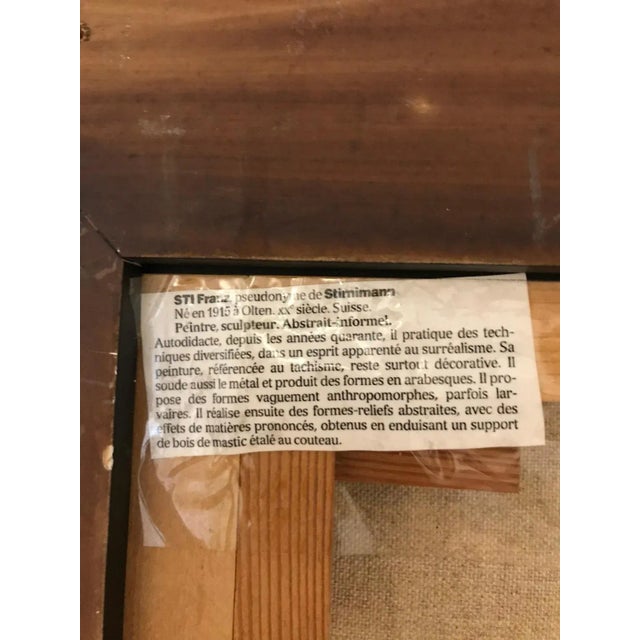 STI Franz, pseudonyme de Stirnimann
Né en 1915 à Olten. XXe siècle. Suisse.
Peintre, sculpteur. Abstrait-informel.
Autodidacte, depuis les années quarante, il pratique des tech-
niques diversifiées, dans un esprit apparenté au surréalisme. Sa
peinture, référencée au tachisme, reste surtout décorative. Il
soude aussi le métal et produit des formes en arabesques. Il pro-
pose des formes vaguement anthropomorphes, parfois lar-
vaires. Il réalise ensuite des formes-reliefs abstraites, avec des
effets de matières prononcés, obtenus en enduisant un support
de bois de mastic étalé au couteau.